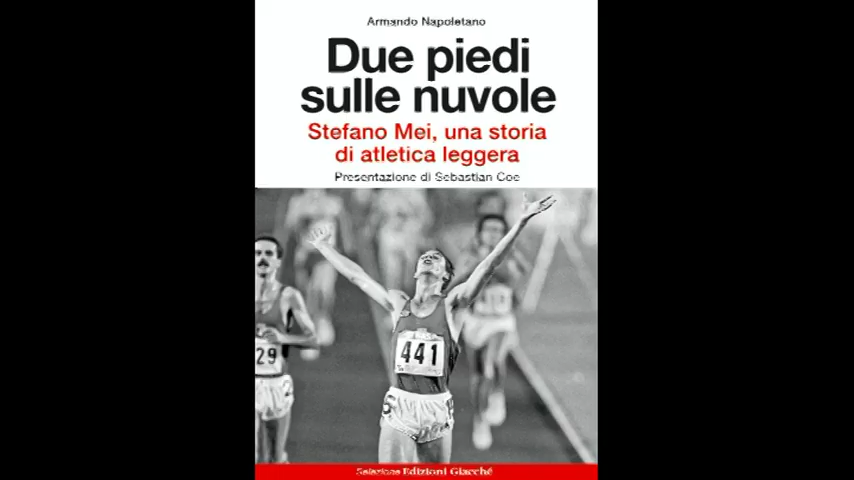 Armando Napoletano
Due piedi
sulle nuvole
Stefano Mei, una storia
di atletica leggera
Presentazione di Sebastian Coe
29
441
Selezione Edizioni Giacché